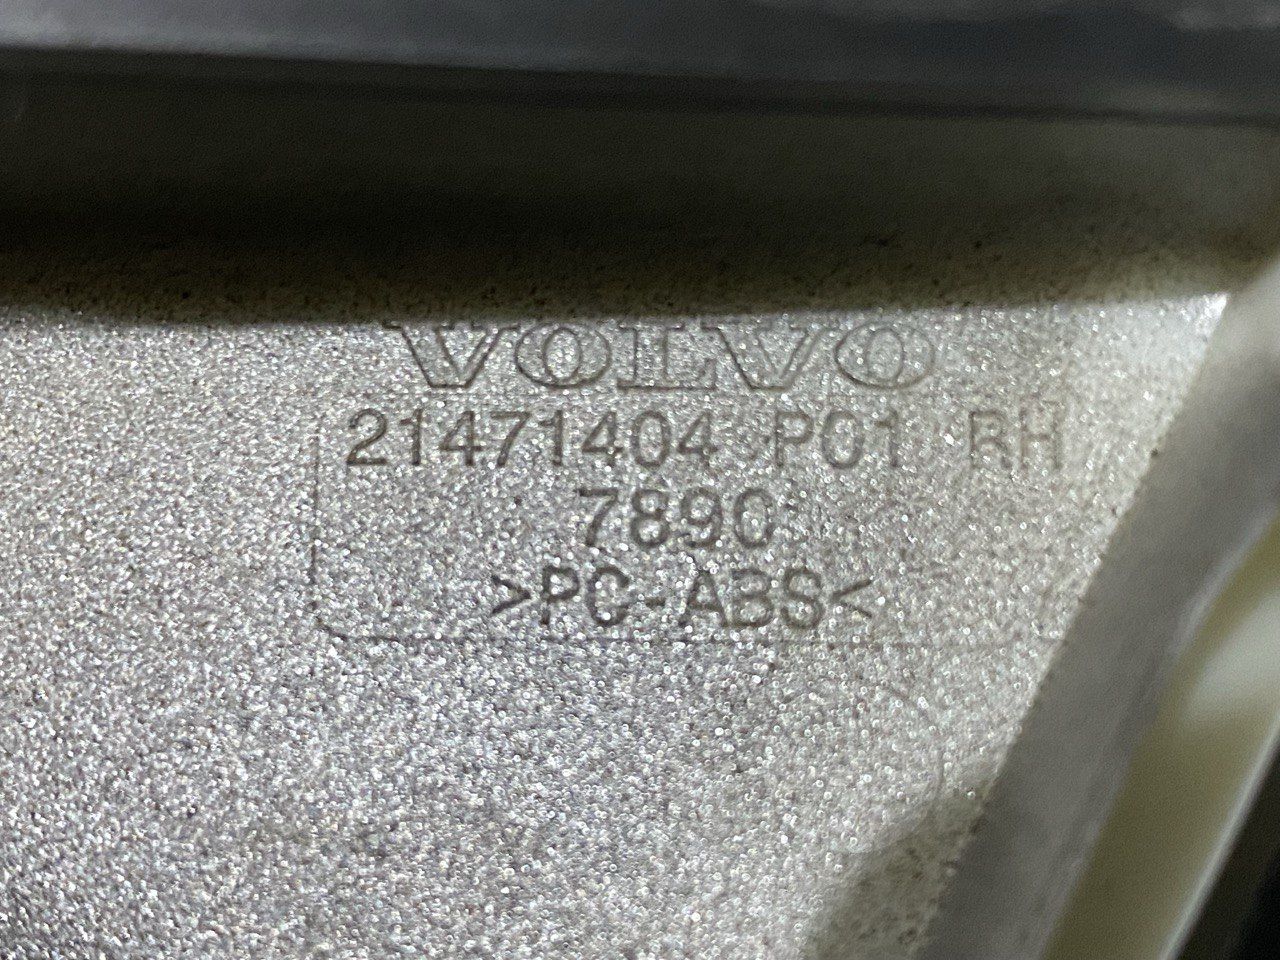 VOLVO
21471404 P01 RH
7890
>PC-ABS<